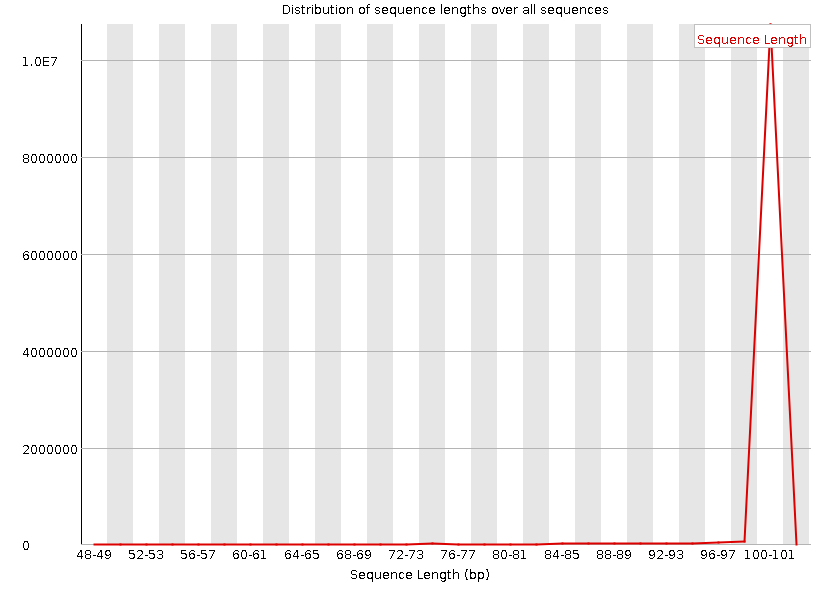 Distribution of sequence lengths over all sequences
Sequence Length
1.0E7
8000000
6000000
4000000
2000000
0
48-49 52-53 56-57 60-61 64-65 68-69 72-73 76-77 80-81 84-85 88-89 92-93 96-97 100-101
Sequence Length (bp)